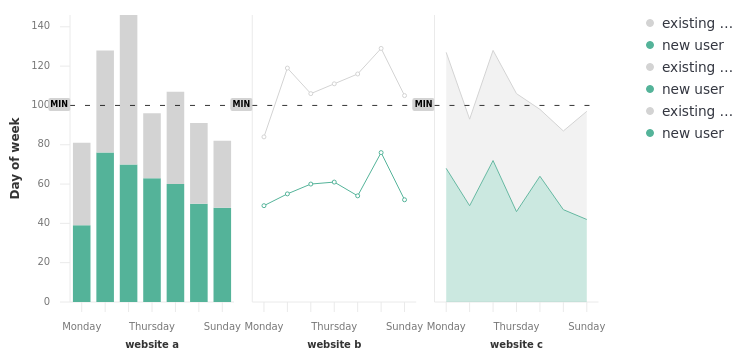 140
120
100
80
60
40
20
0
Day of week
MIN
MIN
MIN
Monday
Thursday
Sunday
website a
Monday
Thursday
Sunday
website b
Monday
Thursday
Sunday
website c
existing ...
new user
existing ...
new user
existing ...
new user